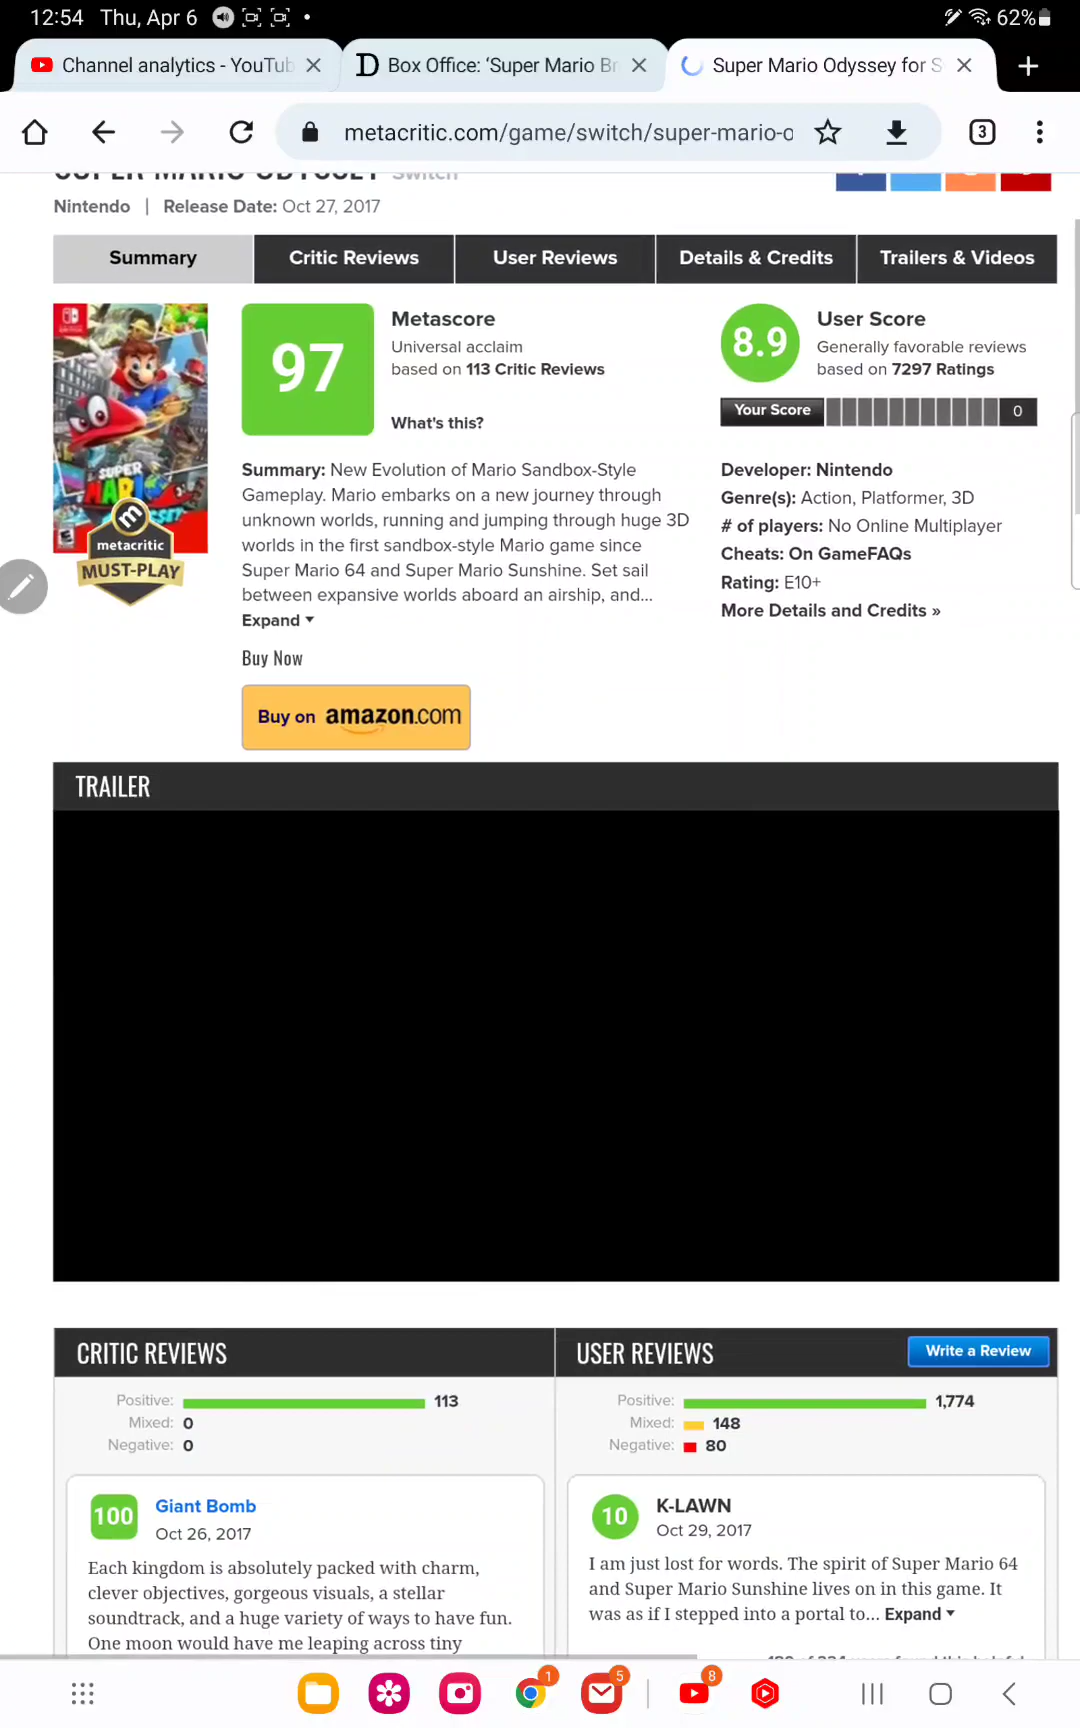 12:54 Thu, Apr 6 62%
Channel analytics - YouTub
Box Office: ‘Super Mario Br
Super Mario Odyssey for S
metacritic.com/game/switch/super-mario-o
3
SUPER MARIO ODYSSEY Switch
Nintendo | Release Date: Oct 27, 2017
Summary
Critic Reviews
User Reviews
Details & Credits
Trailers & Videos
SUPER
metacritic
MUST-PLAY
97
Metascore
Universal acclaim
based on 113 Critic Reviews
What's this?
Summary: New Evolution of Mario Sandbox-Style
Gameplay. Mario embarks on a new journey through
unknown worlds, running and jumping through huge 3D
worlds in the first sandbox-style Mario game since
Super Mario 64 and Super Mario Sunshine. Set sail
between expansive worlds aboard an airship, and...
Expand
Buy Now
Buy on amazon.com
8.9
User Score
Generally favorable reviews
based on 7297 Ratings
Your Score 0
Developer: Nintendo
Genre(s): Action, Platformer, 3D
# of players: No Online Multiplayer
Cheats: On GameFAQs
Rating: E10+
More Details and Credits »
TRAILER
CRITIC REVIEWS
Positive: 113
Mixed: 0
Negative: 0
100
Giant Bomb
Oct 26, 2017
Each kingdom is absolutely packed with charm,
clever objectives, gorgeous visuals, a stellar
soundtrack, and a huge variety of ways to have fun.
One moon would have me leaping across tiny
USER REVIEWS
Write a Review
Positive: 1,774
Mixed: 148
Negative: 80
10
K-LAWN
Oct 29, 2017
I am just lost for words. The spirit of Super Mario 64
and Super Mario Sunshine lives on in this game. It
was as if I stepped into a portal to... Expand
1
5
8